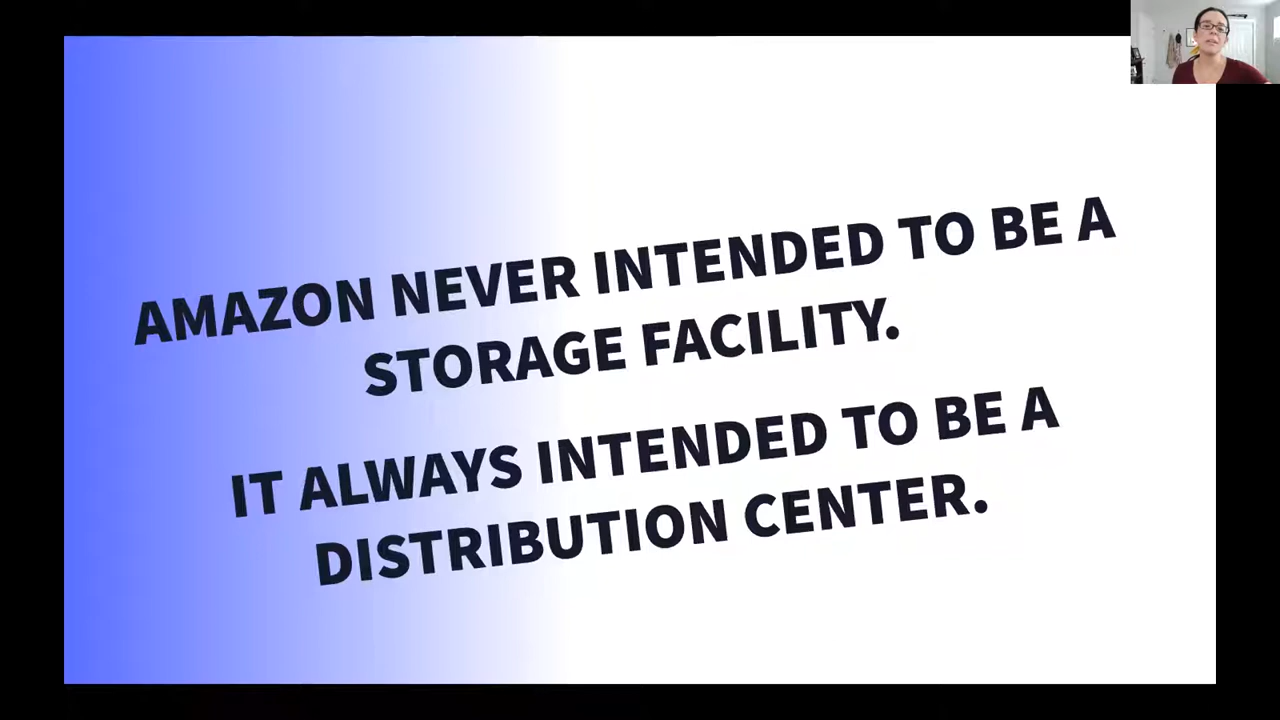 AMAZON NEVER INTENDED TO BE A
STORAGE FACILITY.
IT ALWAYS INTENDED TO BE A
DISTRIBUTION CENTER.